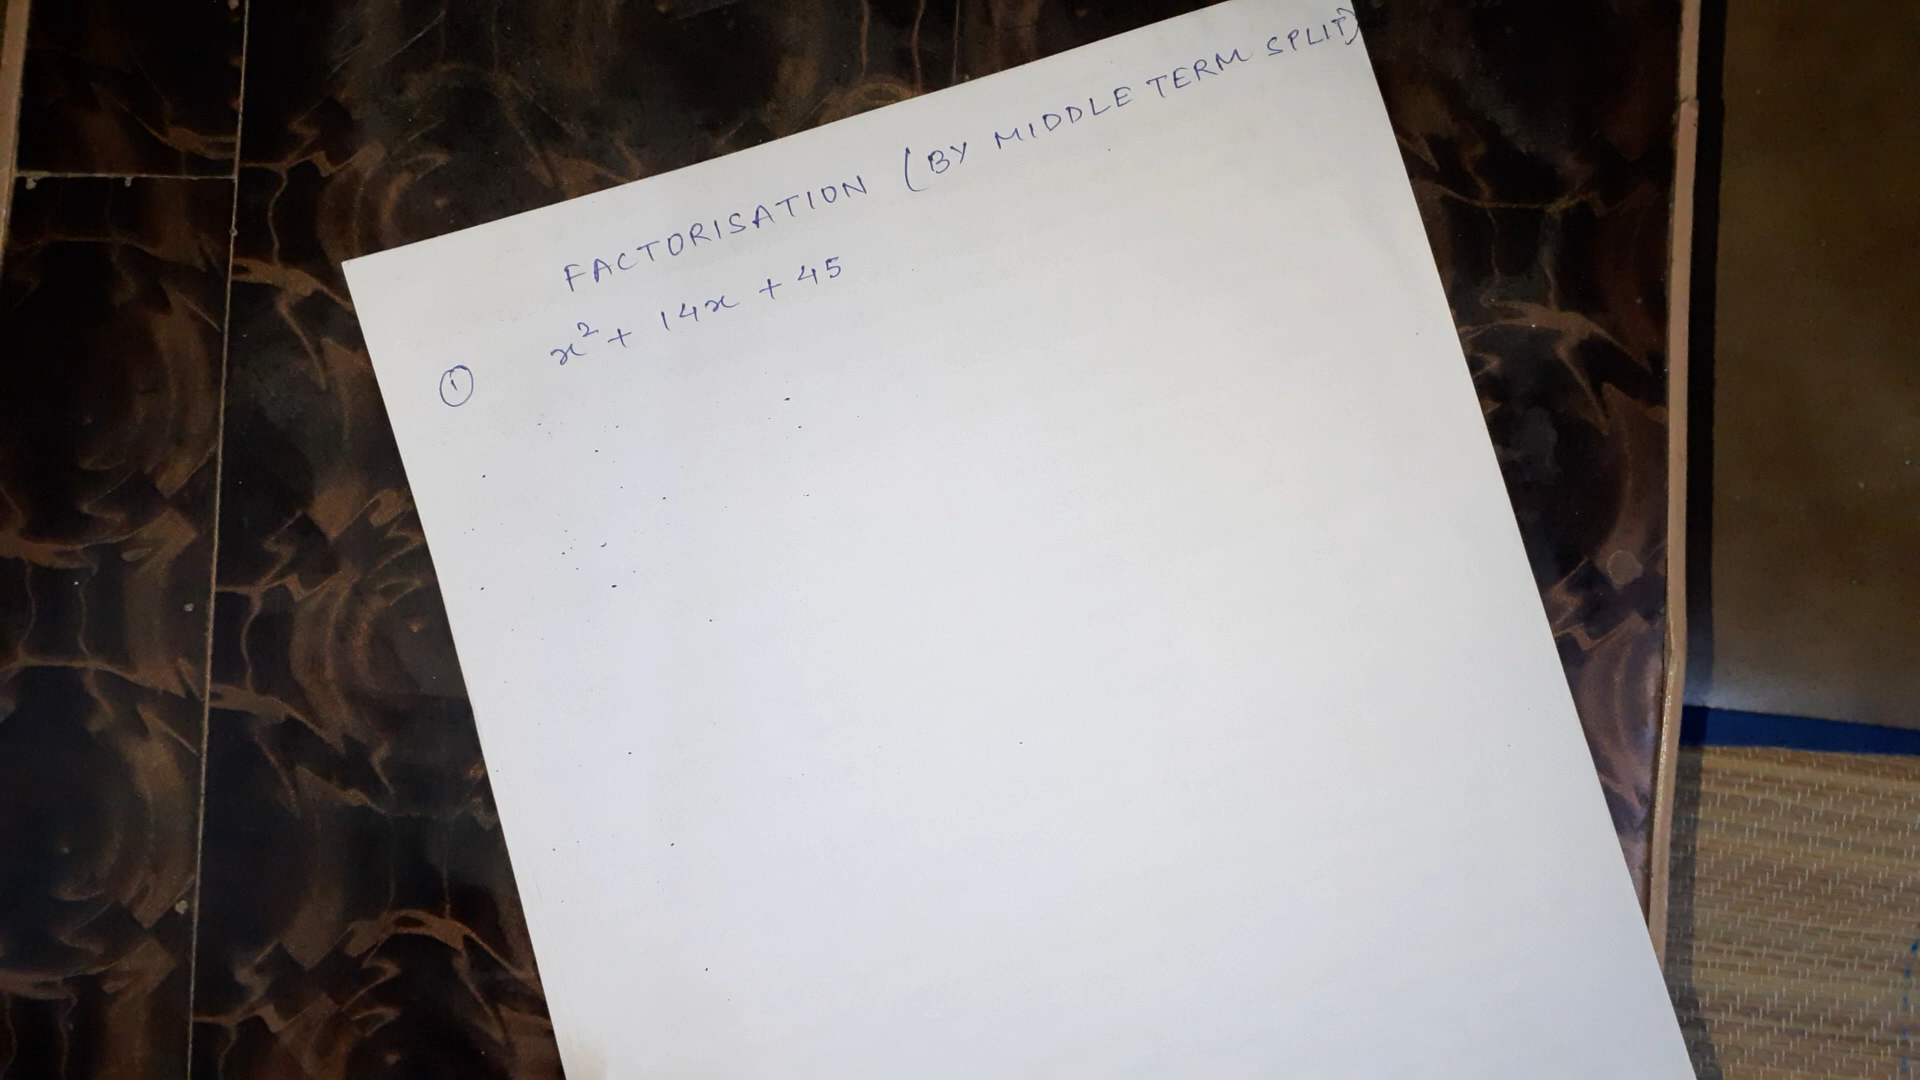 FACTORISATION (BY MIDDLE TERM SPLIT)
① x² + 14x + 45